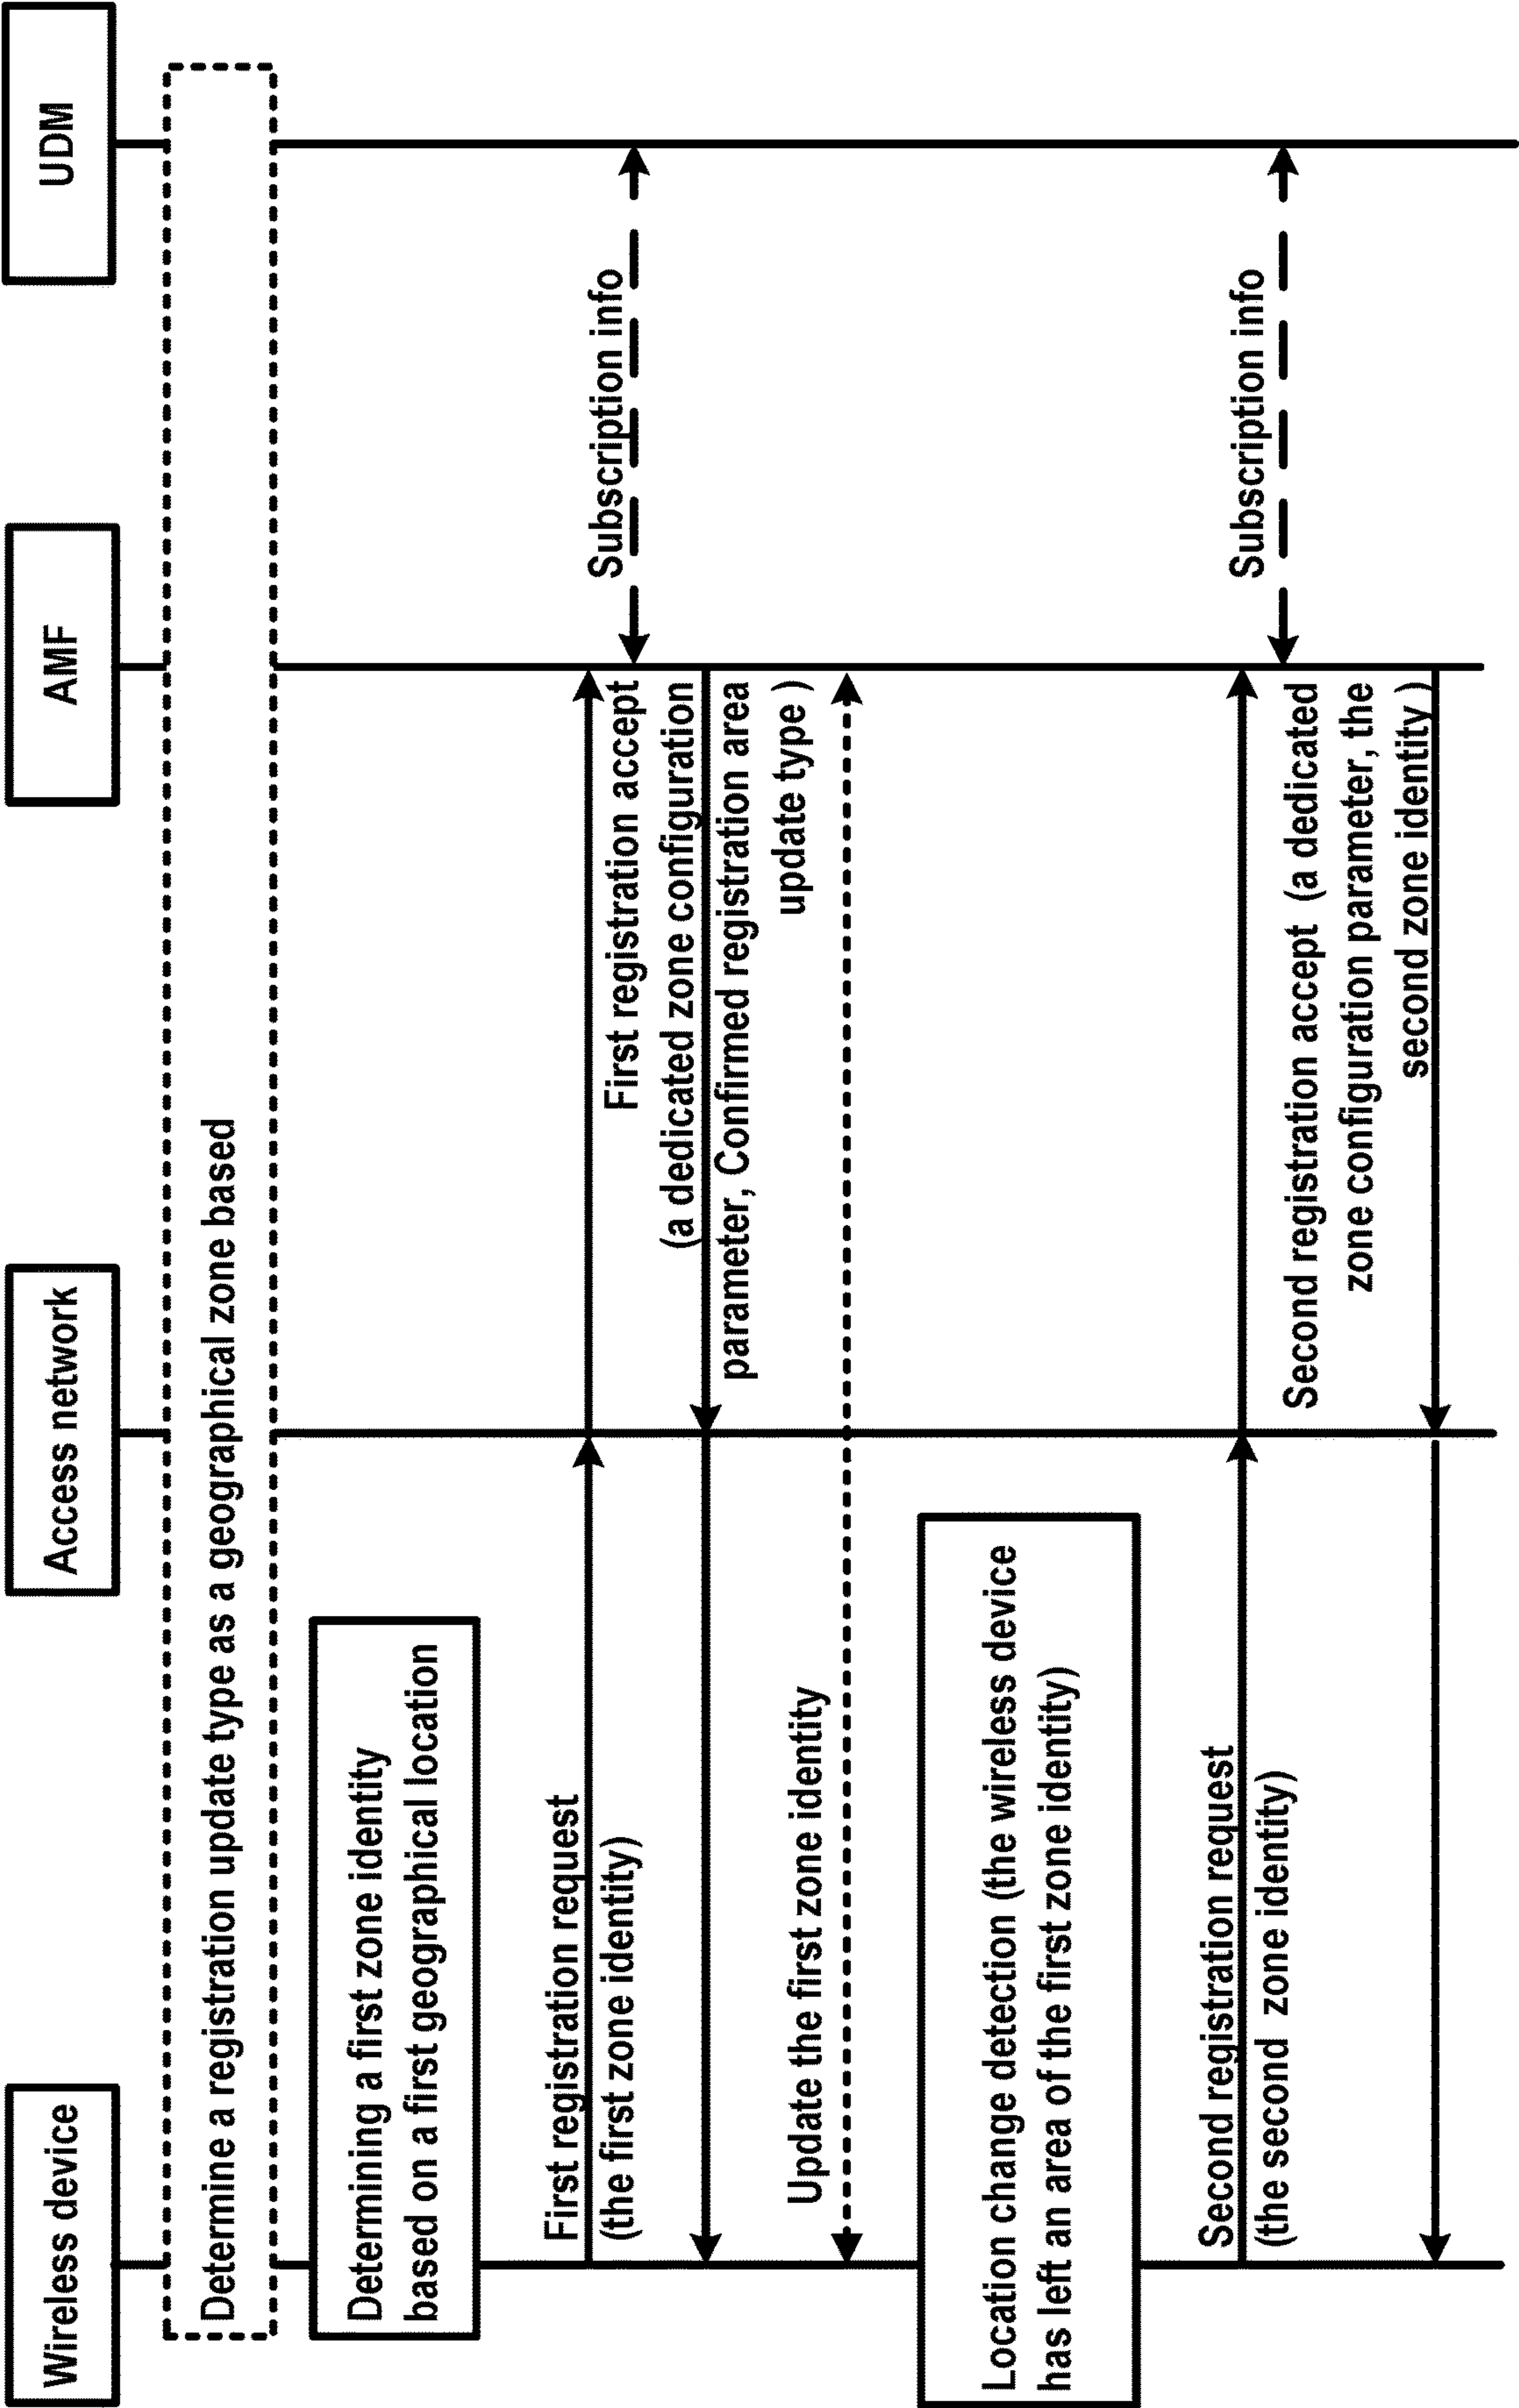 Wireless device
Access network
AMF
UDM
Determine a registration update type as a geographical zone based
Determining a first zone identity
based on a first geographical location
First registration request
(the first zone identity)
Subscription info
First registration accept
(a dedicated zone configuration
parameter, Confirmed registration area
update type )
Update the first zone identity
Location change detection (the wireless device
has left an area of the first zone identity)
Second registration request
(the second zone identity)
Subscription info
Second registration accept (a dedicated
zone configuration parameter, the
second zone identity )